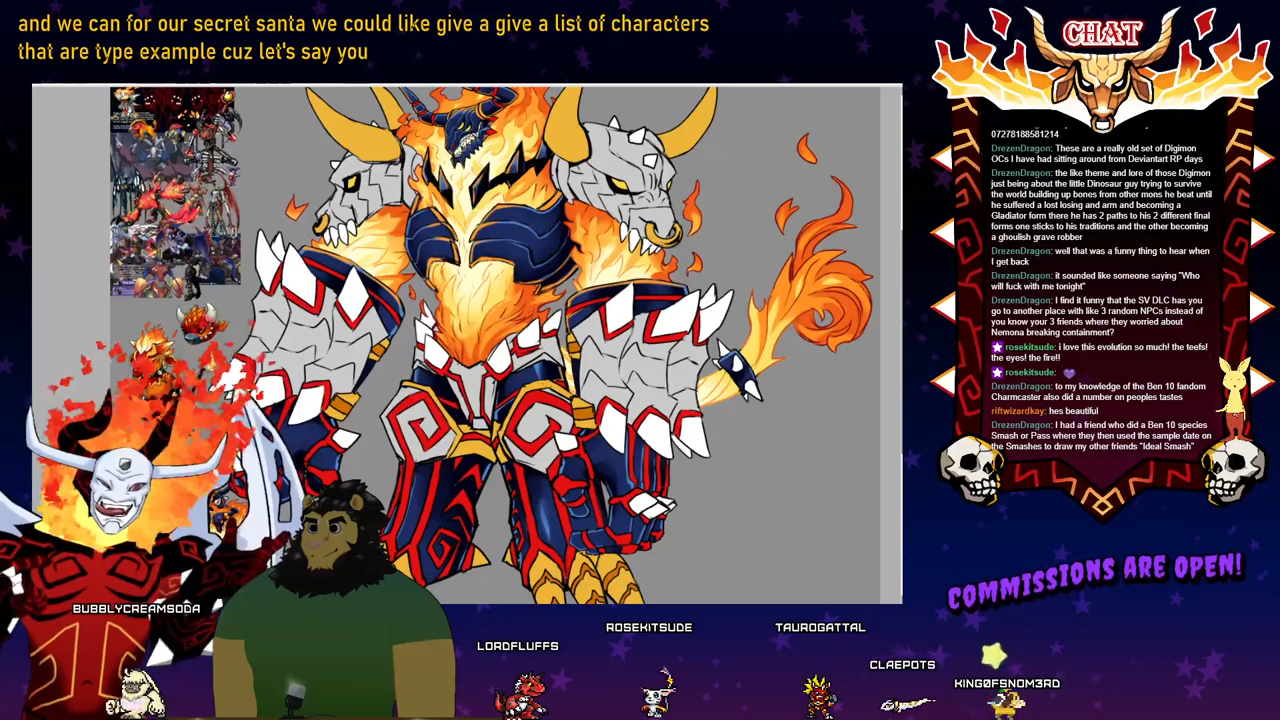 and we can for our secret santa we could like give a give a list of characters
that are type example cuz let's say you
CHAT
07278188581214
DrezenDragon: These are a really old set of Digimon
OCs I have had sitting around from Deviantart RP days
DrezenDragon: the like theme and lore of those Digimon
just being about the little Dinosaur guy trying to survive
the world building up bones from other mons he beat until
he suffered a lost losing and arm and becoming a
Gladiator form there he has 2 paths to his 2 different final
forms one sticks to his traditions and the other becoming
a ghoulish grave robber
DrezenDragon: well that was a funny thing to hear when
I get back
DrezenDragon: it sounded like someone saying "Who
will fuck with me tonight"
DrezenDragon: I find it funny that the SV DLC has you
go to another place with like 3 random NPCs instead of
you know your 3 friends where they worried about
Nemona breaking containment?
rosekitsude: i love this evolution so much! the teefs!
the eyes! the fire!!
rosekitsude:
DrezenDragon: to my knowledge of the Ben 10 fandom
Charmcaster also did a number on peoples tastes
riftwizardkay: hes beautiful
DrezenDragon: I had a friend who did a Ben 10 species
Smash or Pass where they then used the sample date on
the Smashes to draw my other friends "Ideal Smash"
COMMISSIONS ARE OPEN!
BUBBLYCREAMSODA
LORDFLUFFS
ROSEKITSUDE
TAUROGATTAL
CLAEPOTS
KING0FSNOM3RD